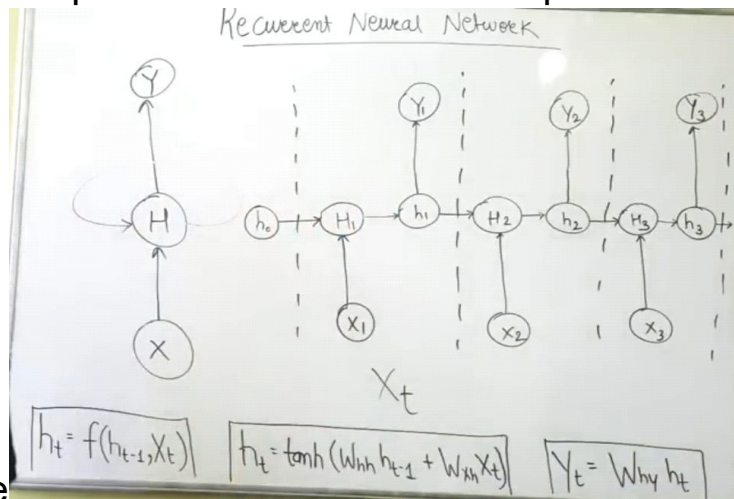 Recurrent Neural Network
Y Y₁ Y₂ Y₃
H h₀ H₁ h₁ H₂ h₂ H₃ h₃
X X₁ X₂ X₃
Xt
hₜ = f(hₜ₋₁, Xₜ) hₜ = tanh (Whh hₜ₋₁ + Wxh Xₜ) Yₜ = Why hₜ
e